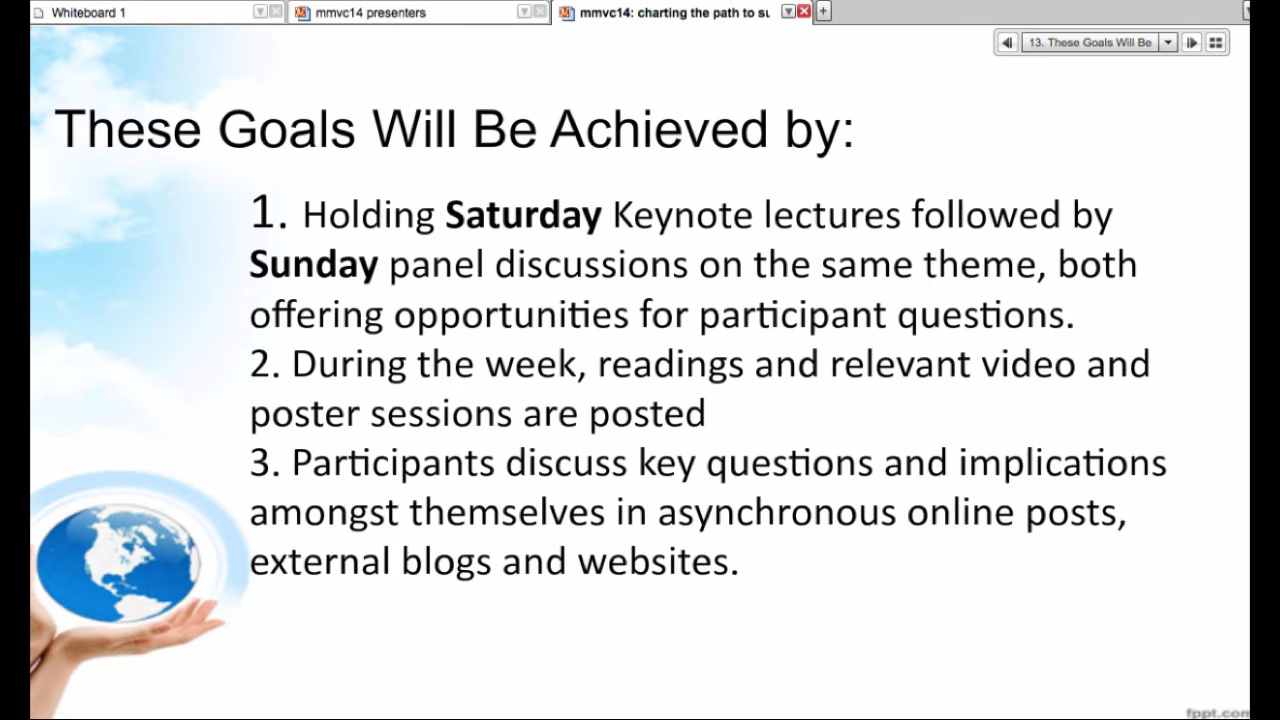 Whiteboard 1
mmvc14 presenters
mmvc14: charting the path to su
13. These Goals Will Be
These Goals Will Be Achieved by:
1. Holding Saturday Keynote lectures followed by
Sunday panel discussions on the same theme, both
offering opportunities for participant questions.
2. During the week, readings and relevant video and
poster sessions are posted
3. Participants discuss key questions and implications
amongst themselves in asynchronous online posts,
external blogs and websites.
fppt.com